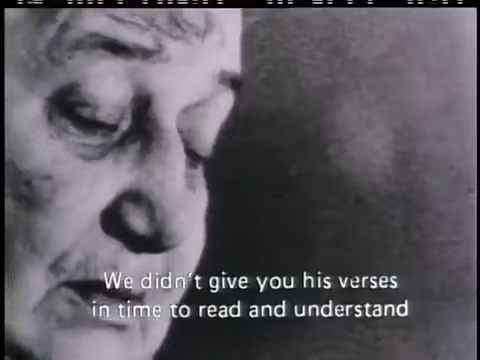 We didn't give you his verses
in time to read and understand